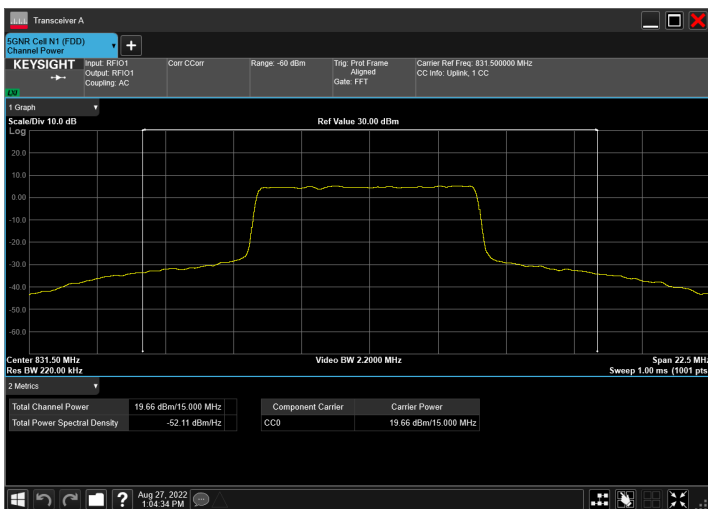 Transceiver A
5GNR Cell N1 (FDD)
Channel Power
KEYSIGHT
LXI
Input: RFIO1
Output: RFIO1
Coupling: AC
Corr CCorr
Range: -60 dBm
Trig: Prot Frame
Aligned
Gate: FFT
Carrier Ref Freq: 831.500000 MHz
CC Info: Uplink, 1 CC
1 Graph
Scale/Div 10.0 dB
Ref Value 30.00 dBm
Log
20.0
10.0
0.00
-10.0
-20.0
-30.0
-40.0
-50.0
-60.0
Center 831.50 MHz
Video BW 2.2000 MHz
Span 22.5 MHz
Res BW 220.00 kHz
Sweep 1.00 ms (1001 pts
2 Metrics
Total Channel Power 19.66 dBm/15.000 MHz
Total Power Spectral Density -52.11 dBm/Hz
Component Carrier Carrier Power
CC0 19.66 dBm/15.000 MHz
?
Aug 27, 2022
1:04:34 PM